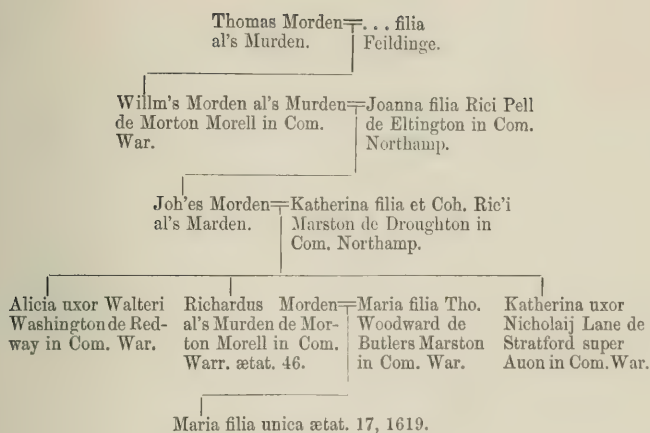 Thomas Morden=. . . filia
al's Murden. Feildinge.
Willm's Morden al's Murden=Joanna filia Rici Pell
de Morton Morell in Com. de Eltington in Com.
War. Northamp.
Joh'es Morden=Katherina filia et Coh. Ric'i
al's Marden. Marston de Droughton in
Com. Northamp.
Alicia uxor Walteri
Washington de Red-
way in Com. War.
Richardus Morden=Maria filia Tho.
al's Murden de Mor- Woodward de
ton Morell in Com. Butlers Marston
Warr. ætat. 46. in Com. War.
Katherina uxor
Nicholaij Lane de
Stratford super
Auon in Com. War.
Maria filia unica ætat. 17, 1619.